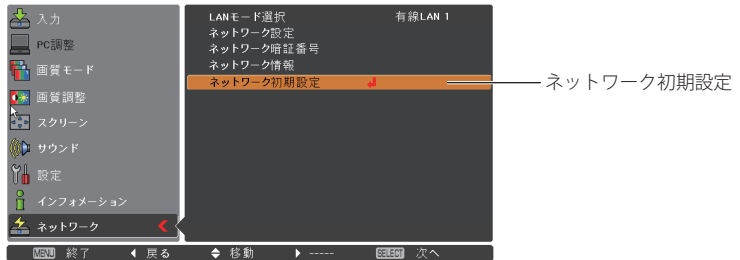 入力
PC調整
画質モード
画質調整
スクリーン
サウンド
設定
インフォメーション
ネットワーク
LANモード選択 有線LAN 1
ネットワーク設定
ネットワーク暗証番号
ネットワーク情報
ネットワーク初期設定
ネットワーク初期設定
MENU 終了 戻る 移動 ----- SELECT 次へ